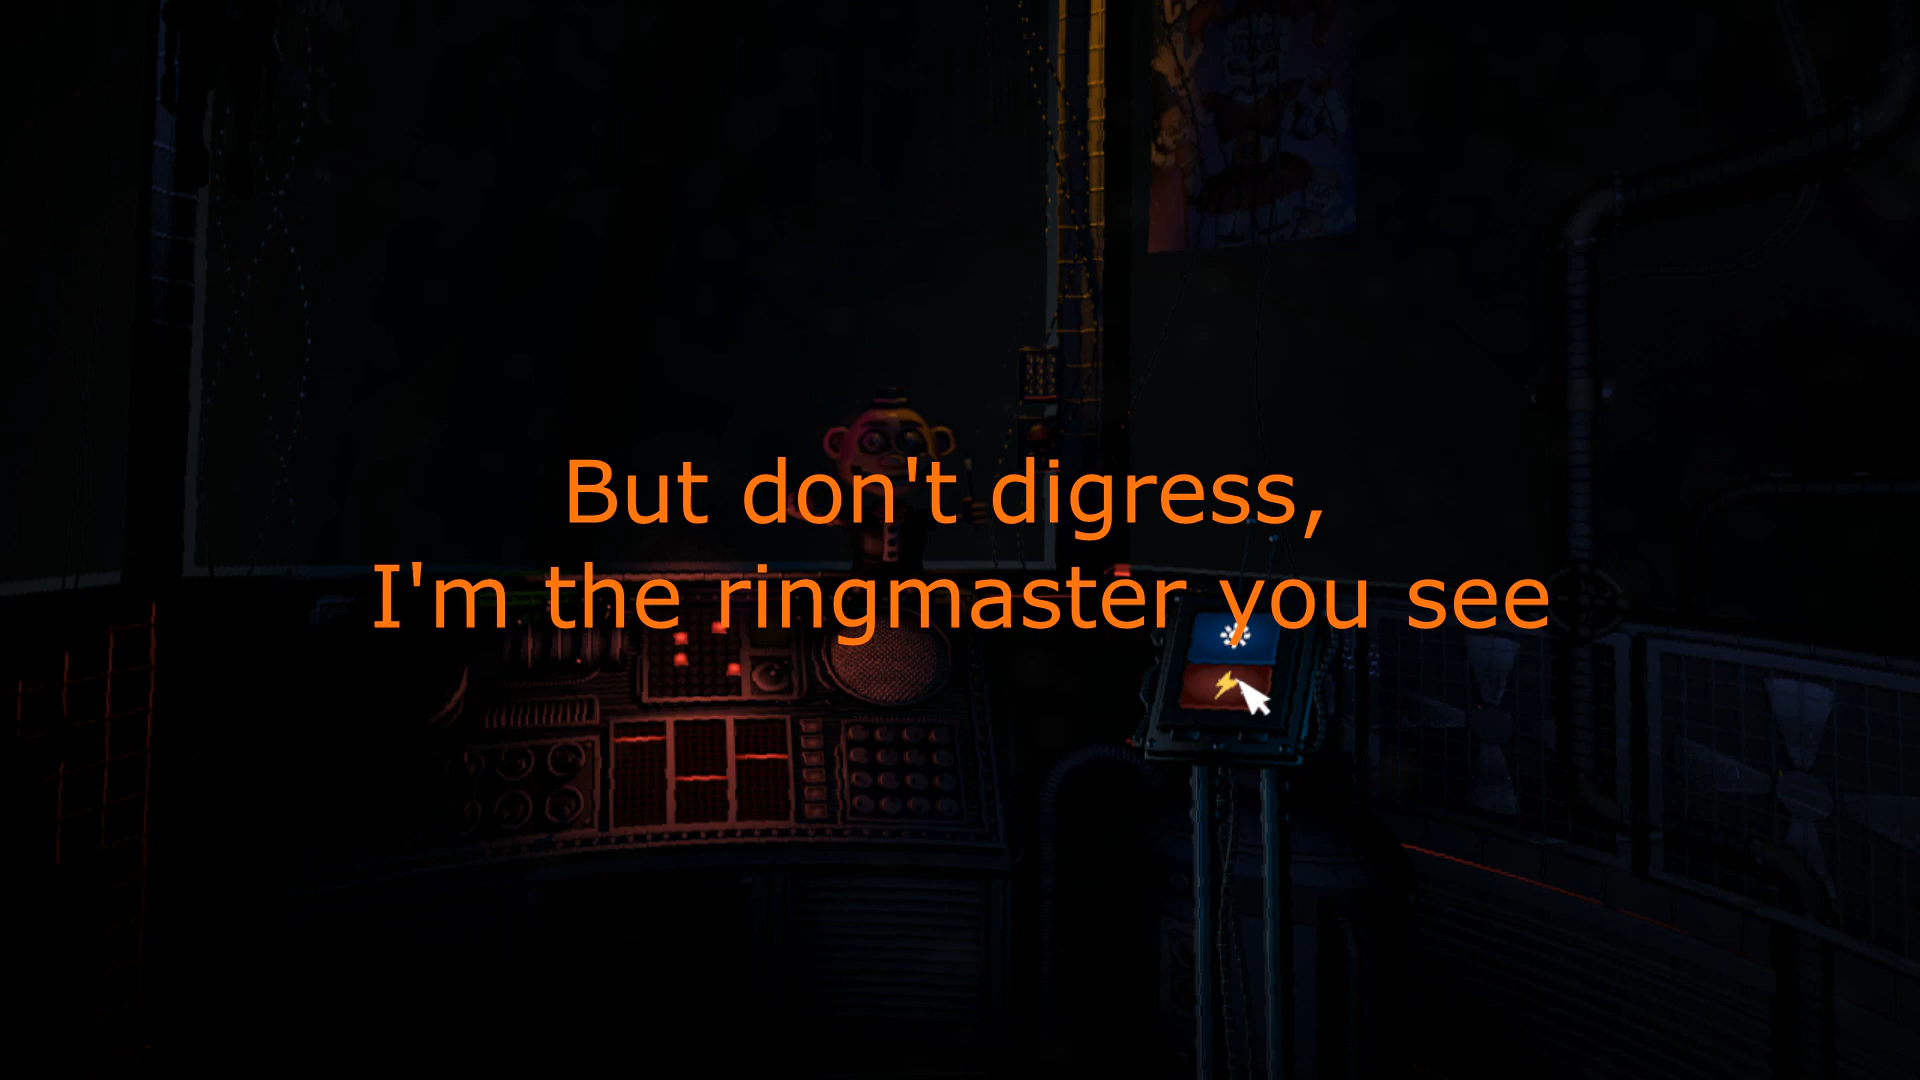 But don't digress,
I'm the ringmaster you see